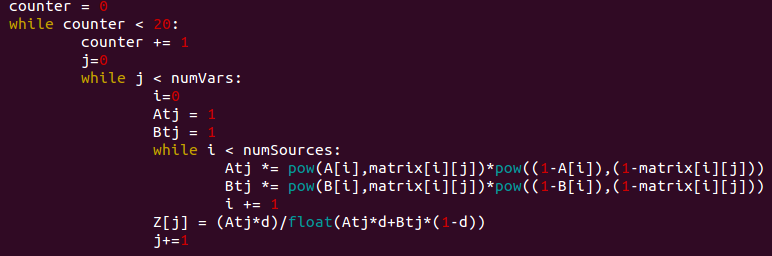 counter = 0
while counter < 20:
counter += 1
j=0
while j < numVars:
i=0
Atj = 1
Btj = 1
while i < numSources:
Atj *= pow(A[i],matrix[i][j])*pow((1-A[i]),(1-matrix[i][j]))
Btj *= pow(B[i],matrix[i][j])*pow((1-B[i]),(1-matrix[i][j]))
i += 1
Z[j] = (Atj*d)/float(Atj*d+Btj*(1-d))
j+=1